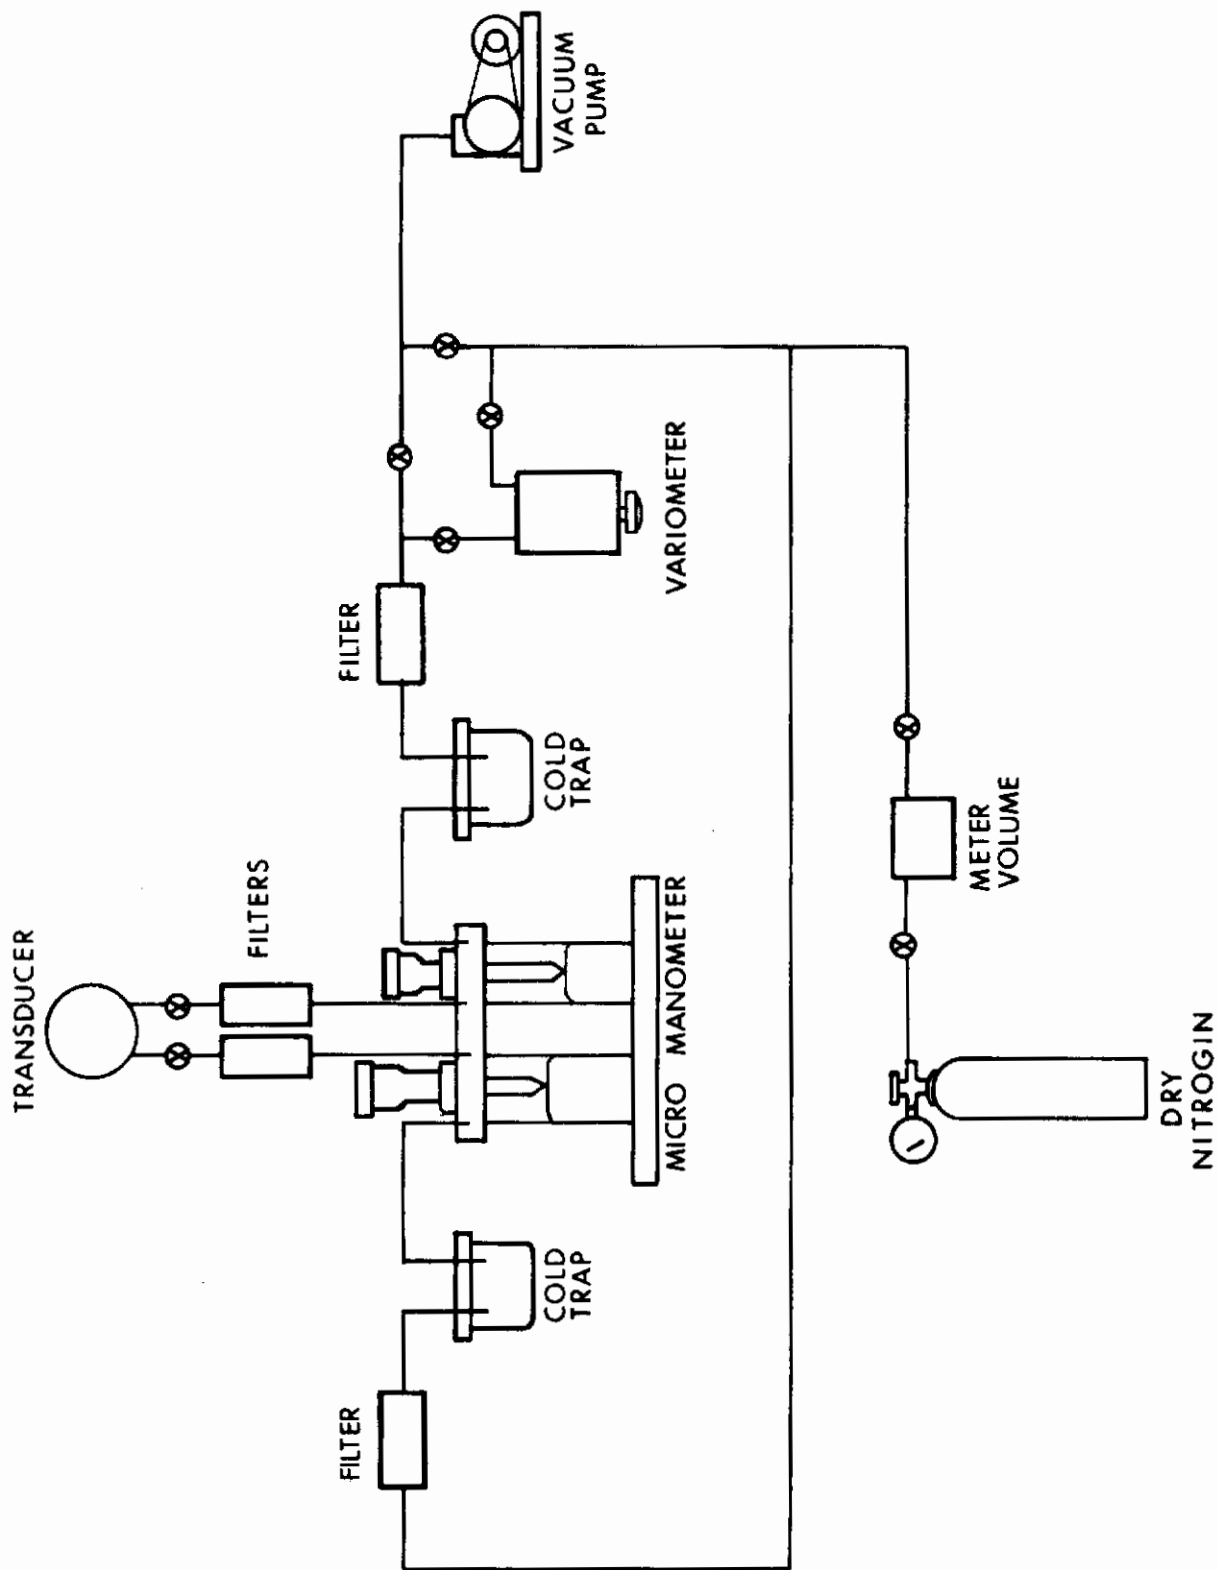 TRANSDUCER
FILTERS
FILTER
COLD
TRAP
MICRO MANOMETER
COLD
TRAP
FILTER
VARIOMETER
VACUUM
PUMP
DRY
NITROGIN
METER
VOLUME